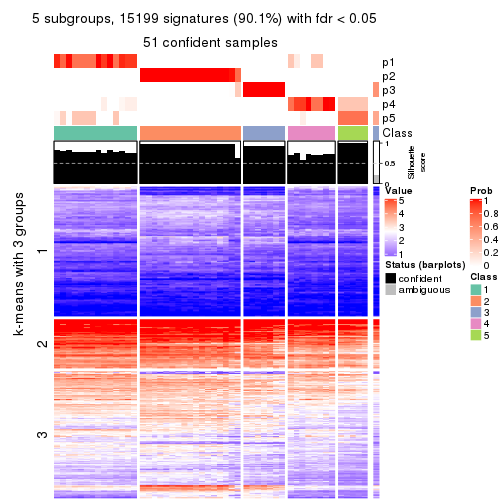 5 subgroups, 15199 signatures (90.1%) with fdr < 0.05
51 confident samples
p1
p2
p3
p4
p5
Class
1
0.5
0
Silhouette
score
k-means with 3 groups
1
2
3
Value
5
4
3
2
1
Status (barplots)
confident
ambiguous
Prob
1
0.8
0.6
0.4
0.2
0
Class
1
2
3
4
5